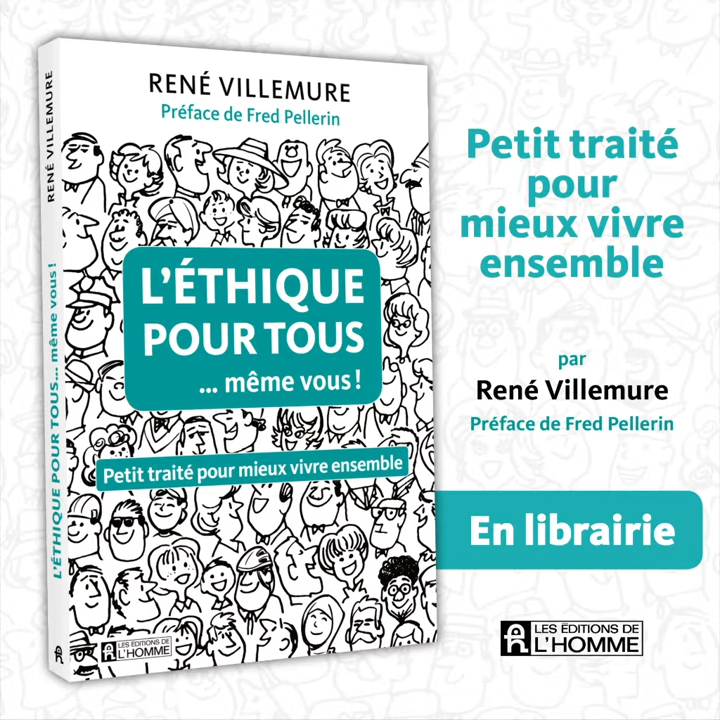 RENÉ VILLEMURE
Préface de Fred Pellerin
L'ÉTHIQUE
POUR TOUS
... même vous !
Petit traité pour mieux vivre ensemble
LES ÉDITIONS DE
L'HOMME
RENÉ VILLEMURE
L'ÉTHIQUE POUR TOUS... même vous !
Petit traité
pour
mieux vivre
ensemble
par
René Villemure
Préface de Fred Pellerin
En librairie
LES ÉDITIONS DE
L'HOMME